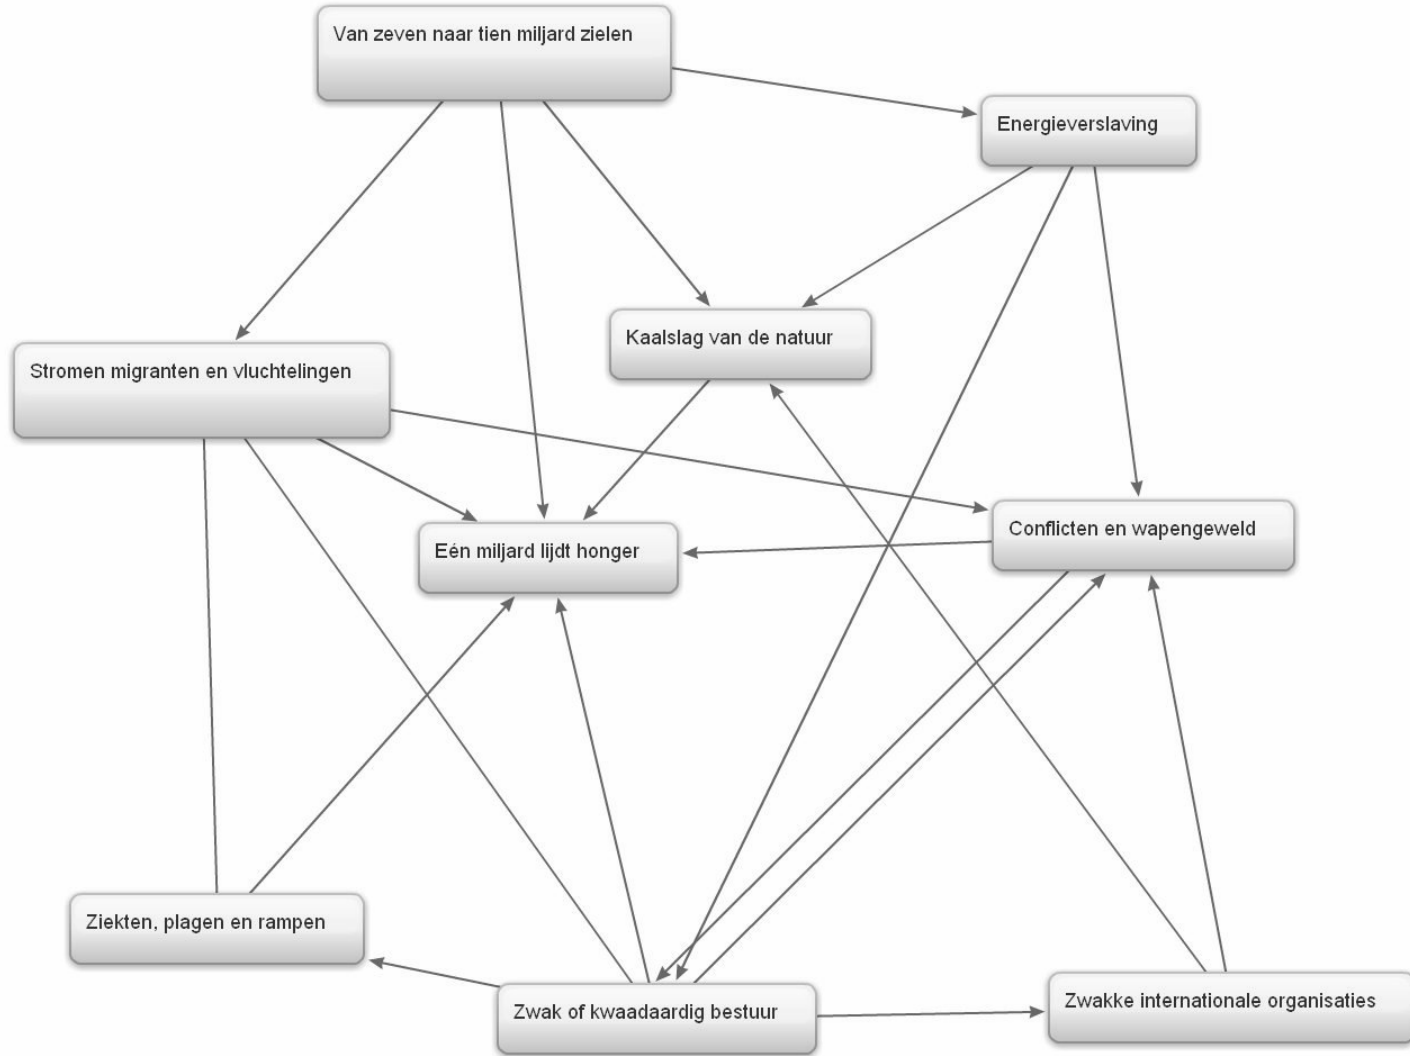 Van zeven naar tien miljard zielen
Energieverslaving
Kaalslag van de natuur
Stromen migranten en vluchtelingen
Conflicten en wapengeweld
Eén miljard lijdt honger
Ziekten, plagen en rampen
Zwak of kwaadaardig bestuur
Zwakke internationale organisaties